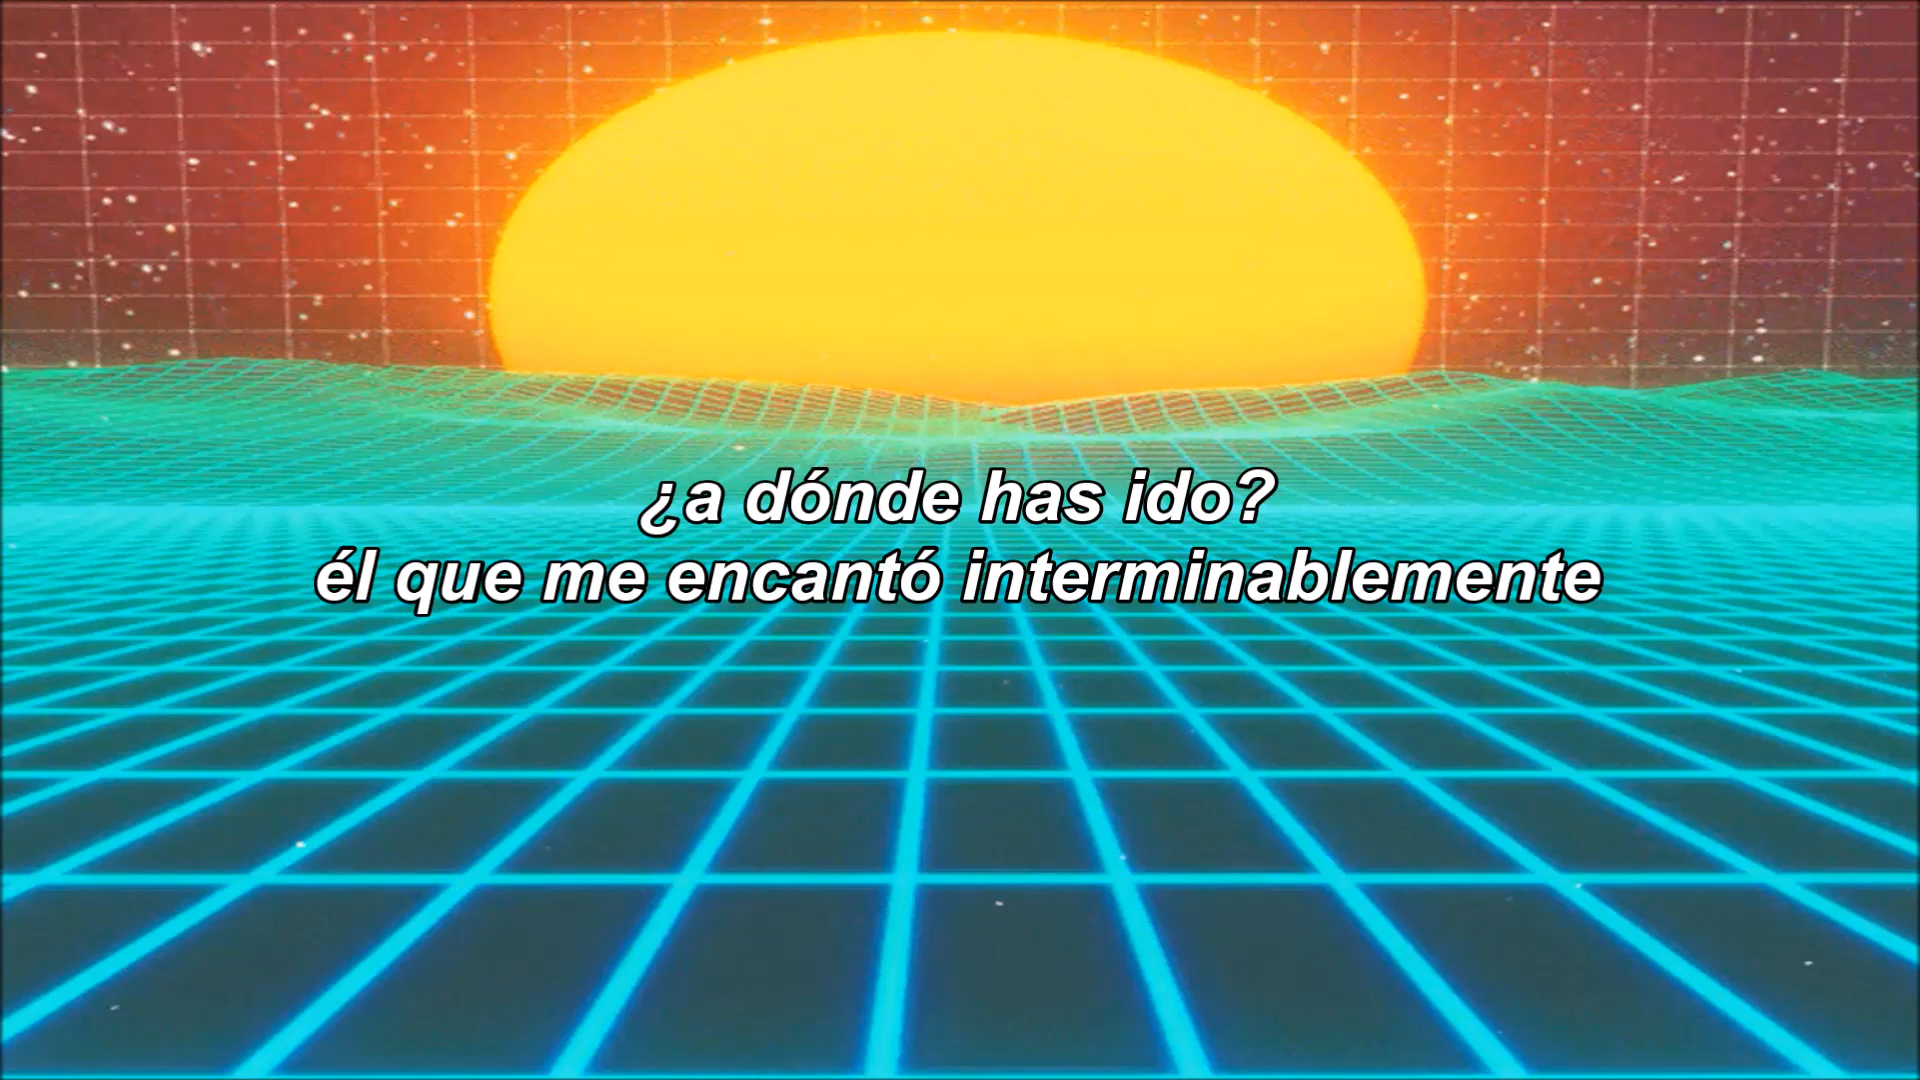 ¿a dónde has ido?
él que me encantó interminablemente